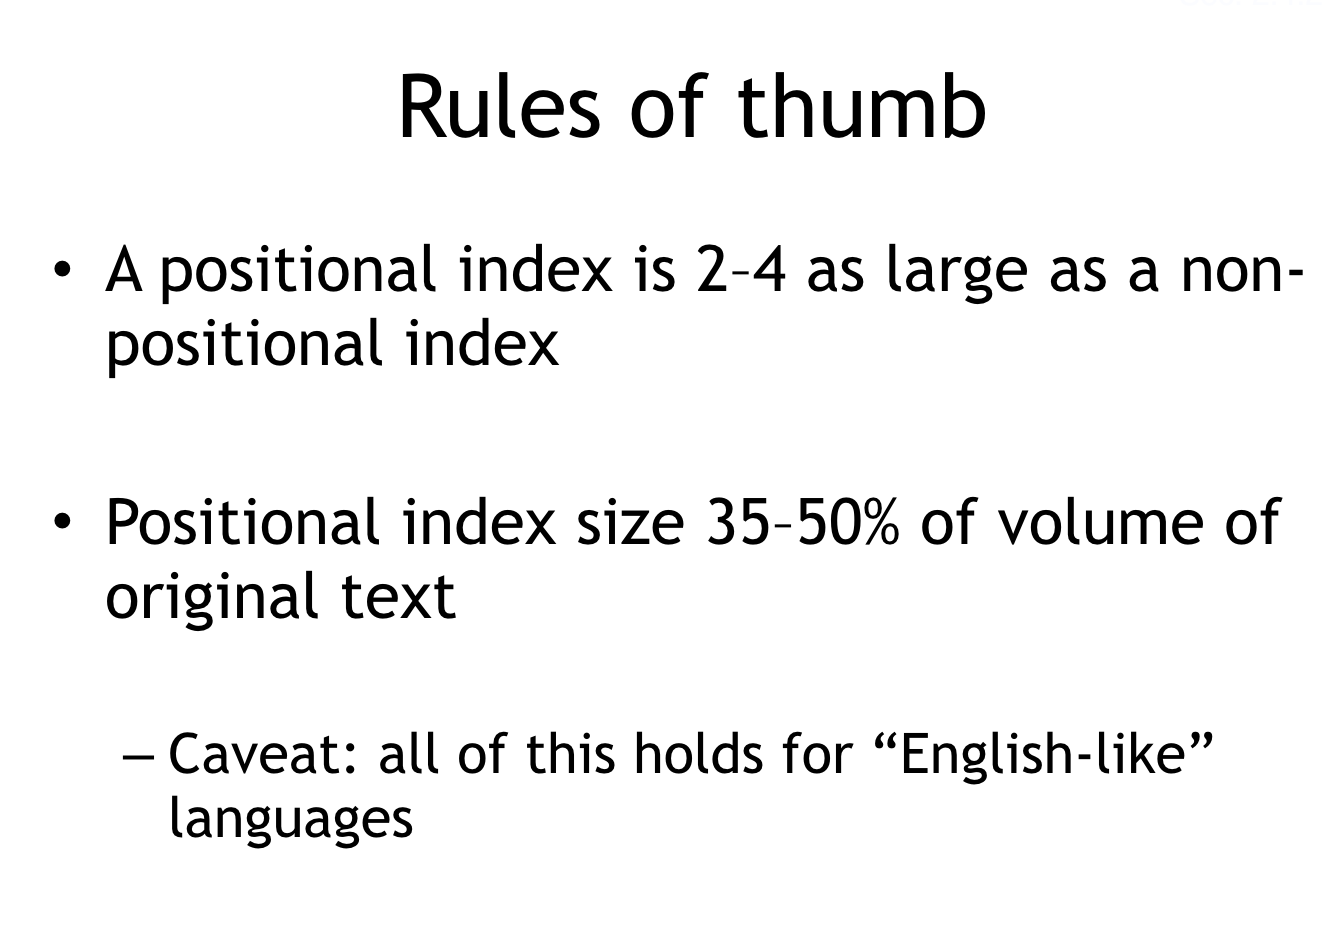 Rules of thumb
• A positional index is 2–4 as large as a non-
positional index
• Positional index size 35–50% of volume of
original text
– Caveat: all of this holds for “English-like”
languages